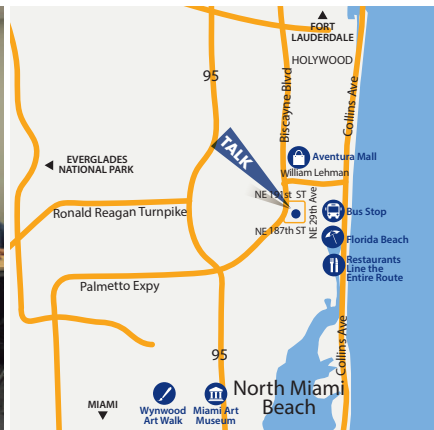 FORT
LAUDERDALE
HOLYWOOD
95
Biscayne Blvd
Collins Ave
TALK
Aventura Mall
William Lehman
EVERGLADES
NATIONAL PARK
NE 191st ST
NE 29th Ave
Ronald Reagan Turnpike
Bus Stop
NE 187th ST
Florida Beach
Restaurants
Line the
Entire Route
Palmetto Expy
Collins Ave
95
North Miami
Beach
MIAMI
Wynwood
Art Walk
Miami Art
Museum